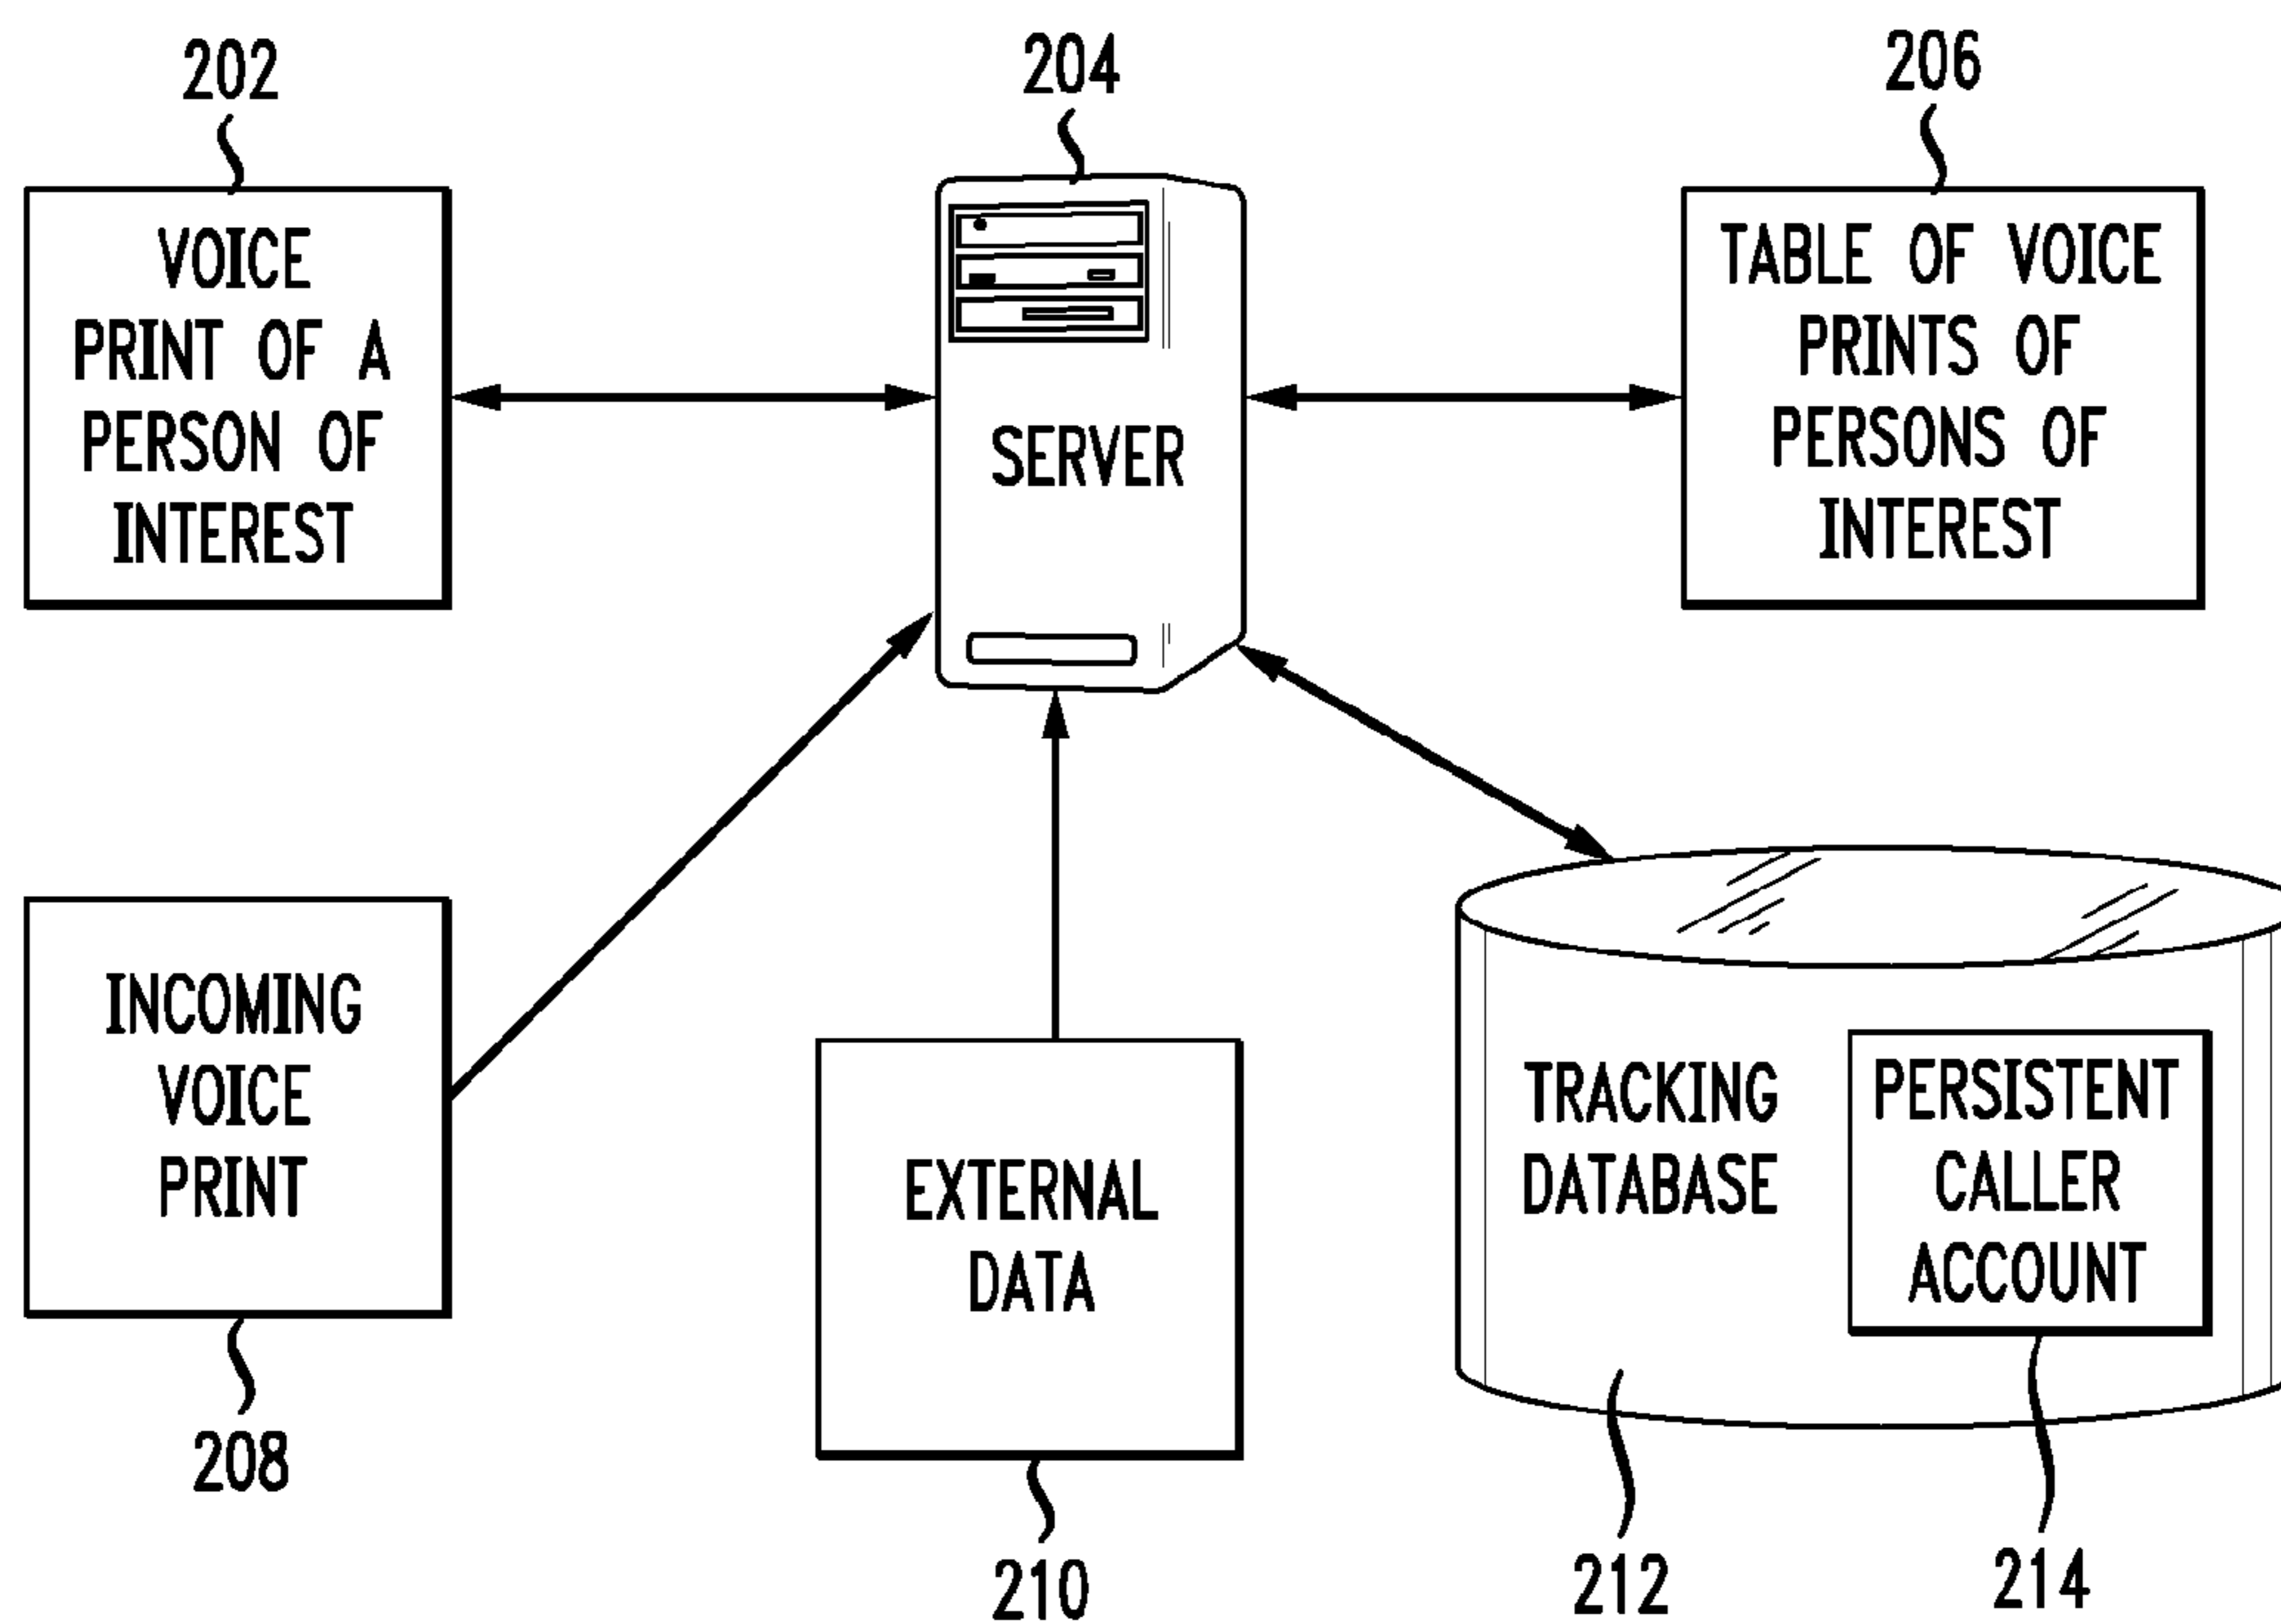 202
204
206
VOICE
PRINT OF A
PERSON OF
INTEREST
SERVER
TABLE OF VOICE
PRINTS OF
PERSONS OF
INTEREST
INCOMING
VOICE
PRINT
208
EXTERNAL
DATA
210
TRACKING
DATABASE
212
PERSISTENT
CALLER
ACCOUNT
214